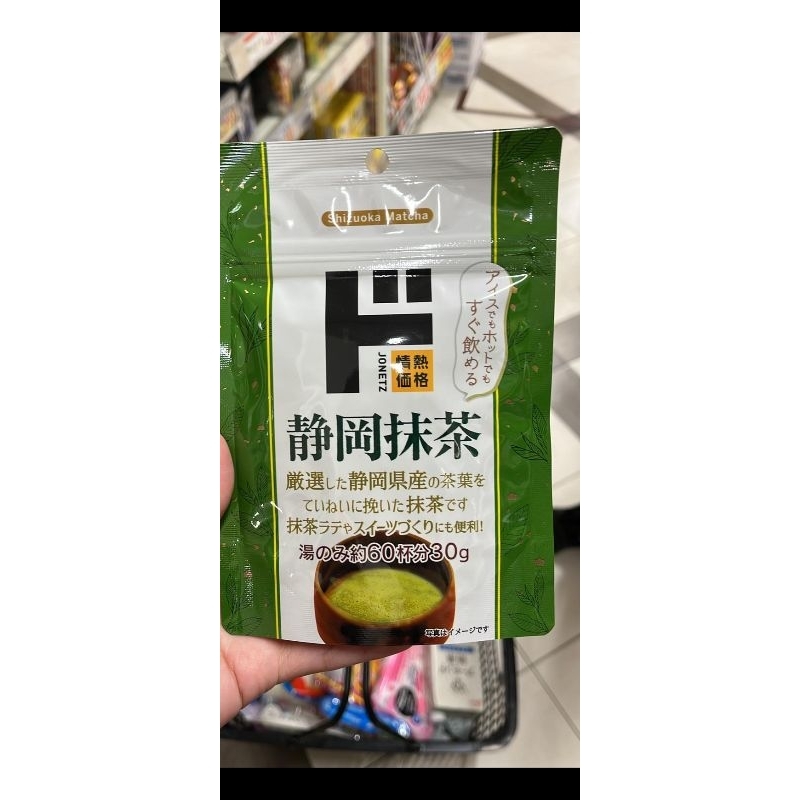 Shizuoka Matcha
アイスでもホットでも
すぐ飲める
JONETZ
情熱
価格
静岡抹茶
厳選した静岡県産の茶葉を
ていねいに挽いた抹茶です
抹茶ラテやスイーツづくりにも便利!
湯のみ約60杯分30g
写真はイメージです